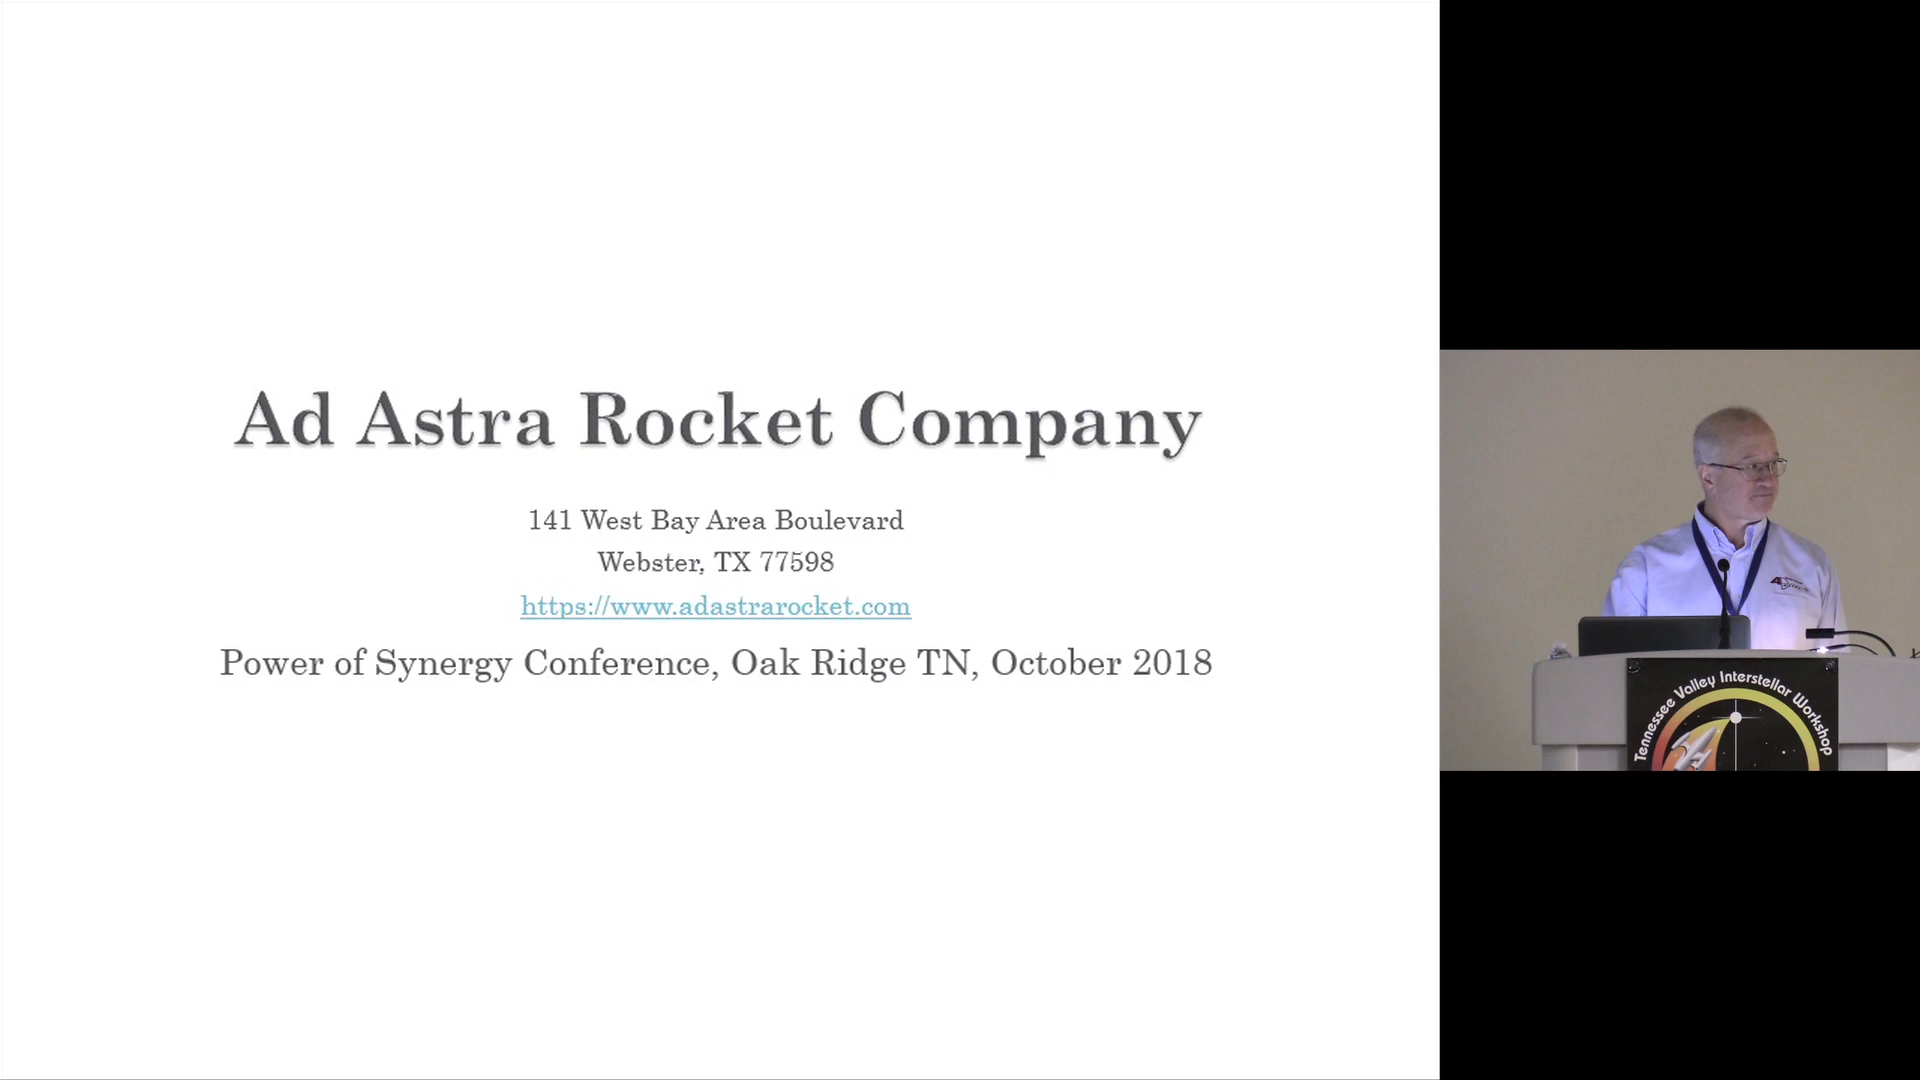 Ad Astra Rocket Company
141 West Bay Area Boulevard
Webster, TX 77598
https://www.adastrarocket.com
Power of Synergy Conference, Oak Ridge TN, October 2018
Tennessee Valley Interstellar Workshop